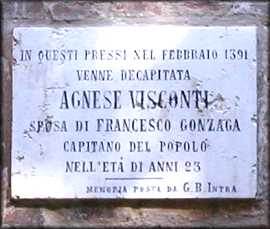 IN QUESTI PRESSI NEL FEBBRAIO 1391
VENNE DECAPITATA
AGNESE VISCONTI
SPOSA DI FRANCESCO GONZAGA
CAPITANO DEL POPOLO
NELL'ETÀ DI ANNI 23
MEMORIA POSTA DA G. B. INTRA